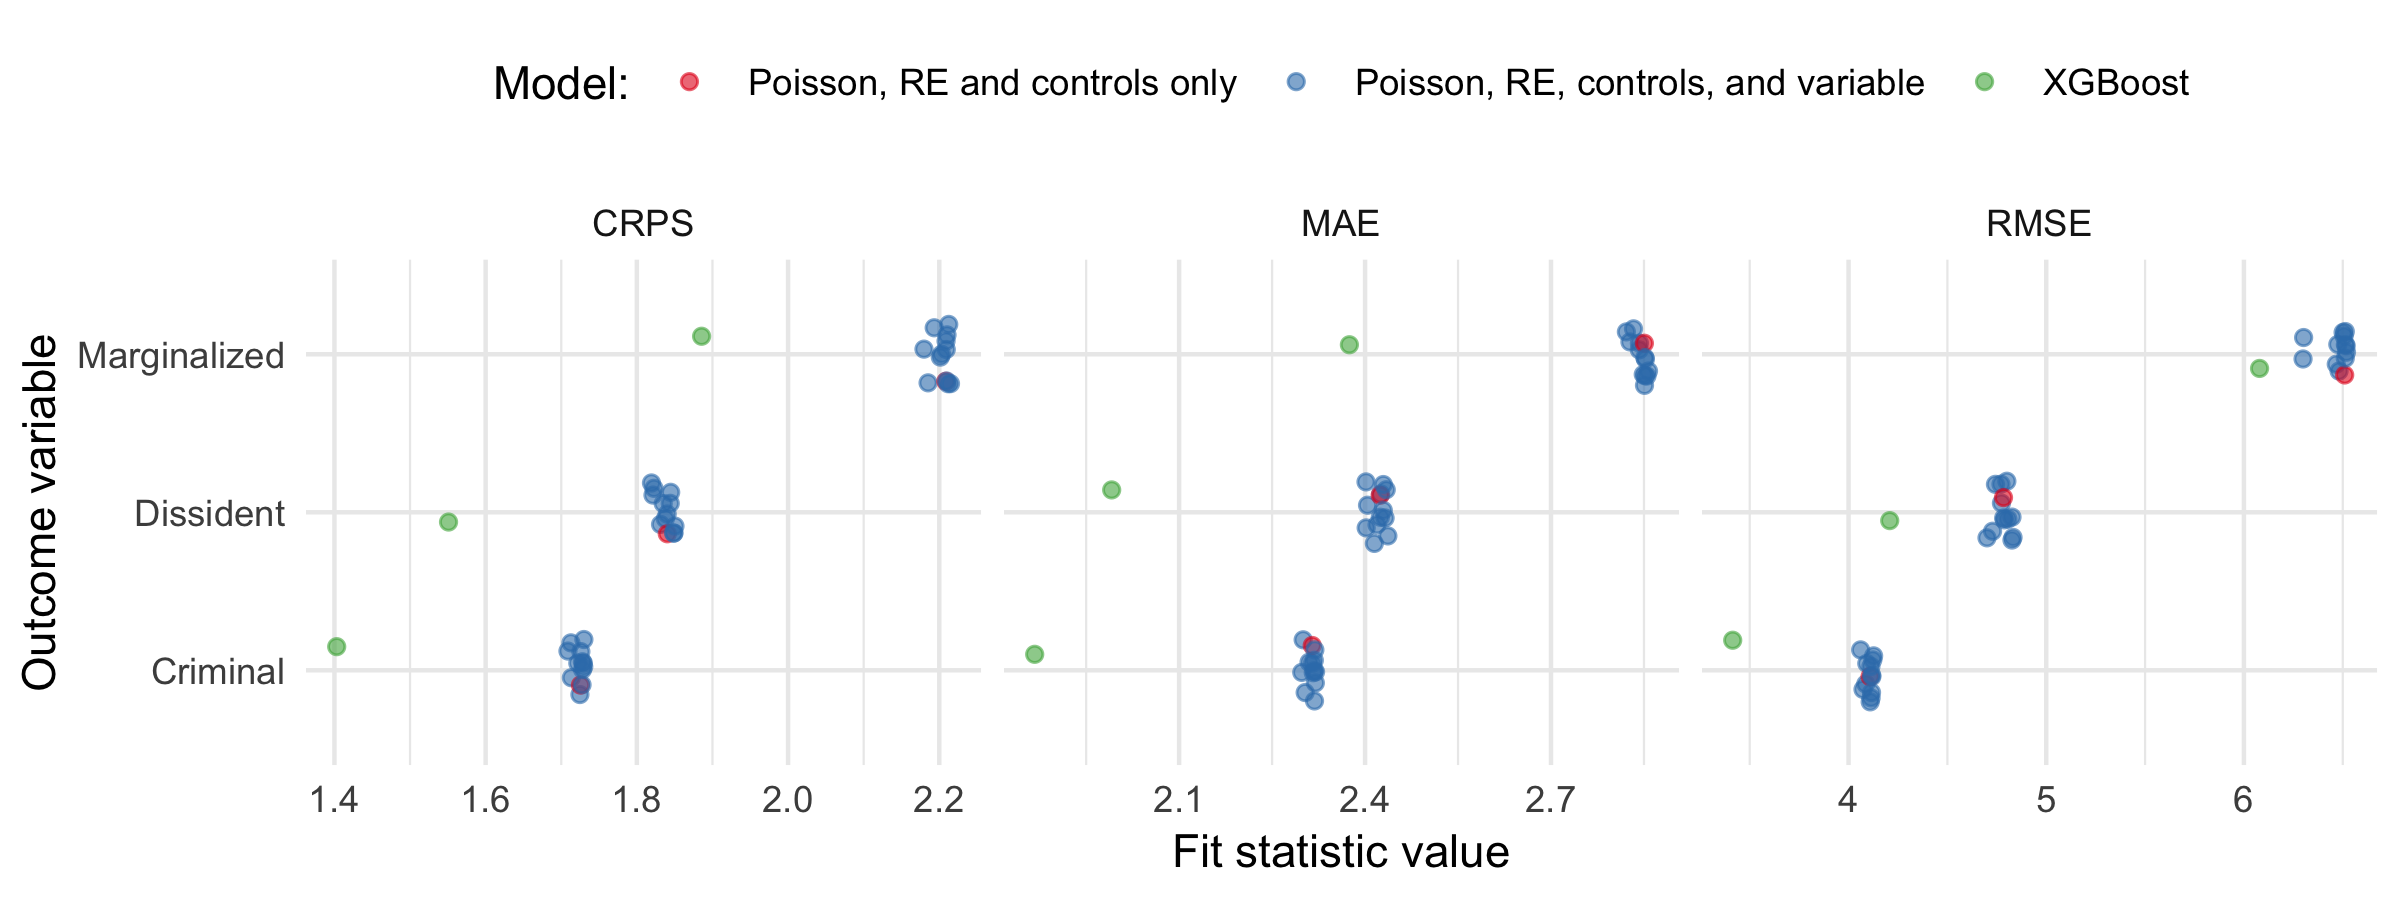 Model: Poisson, RE and controls only Poisson, RE, controls, and variable XGBoost
CRPS MAE RMSE
Outcome variable
Marginalized
Dissident
Criminal
1.4 1.6 1.8 2.0 2.2 2.1 2.4 2.7 4 5 6
Fit statistic value